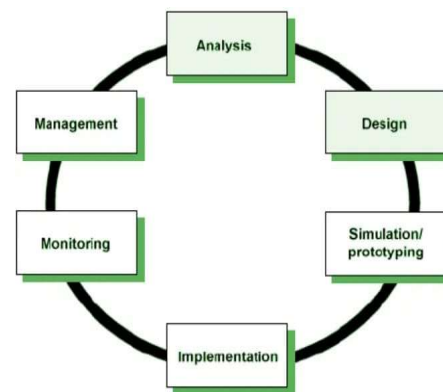 Analysis
Design
Simulation/
prototyping
Implementation
Monitoring
Management